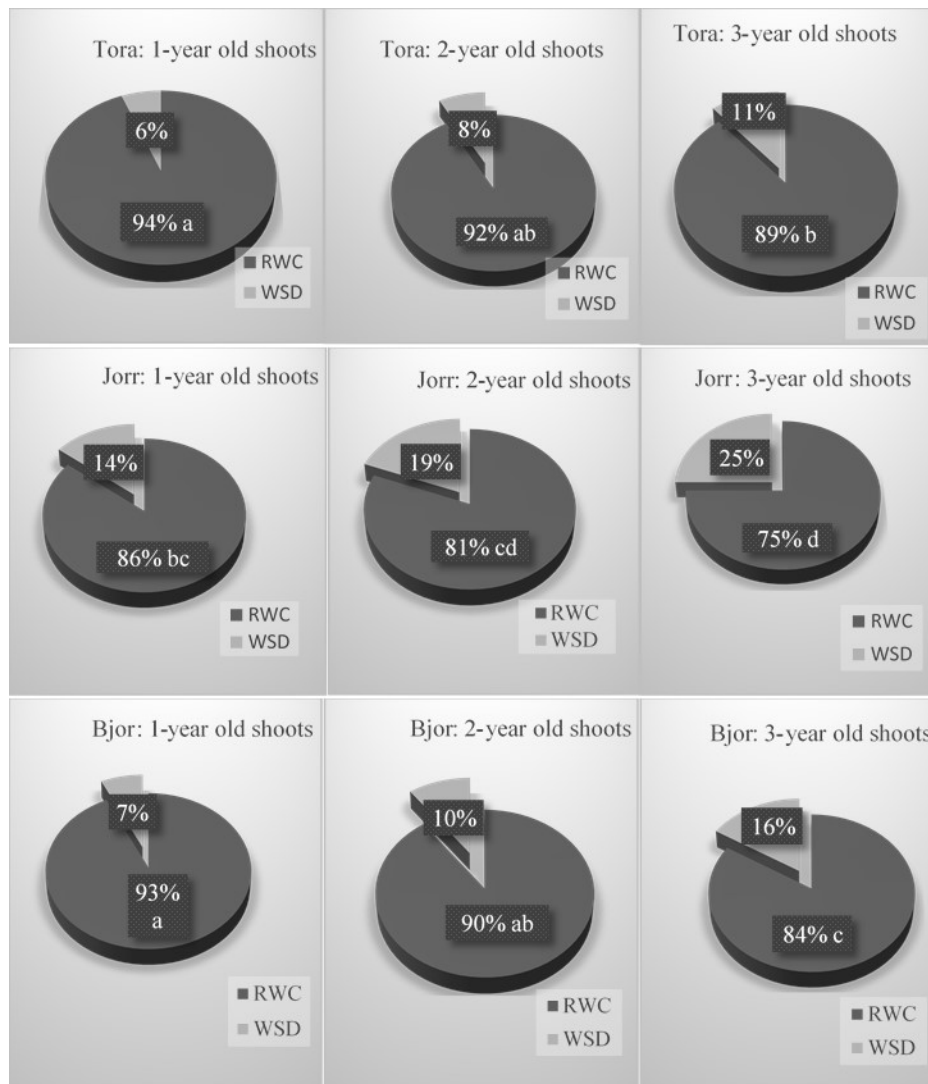 Tora: 1-year old shoots
6%
94% a
RWC
WSD
Tora: 2-year old shoots
8%
92% ab
RWC
WSD
Tora: 3-year old shoots
11%
89% b
RWC
WSD
Jorr: 1-year old shoots
14%
86% bc
RWC
WSD
Jorr: 2-year old shoots
19%
81% cd
RWC
WSD
Jorr: 3-year old shoots
25%
75% d
RWC
WSD
Bjor: 1-year old shoots
7%
93%
a
RWC
WSD
Bjor: 2-year old shoots
10%
90% ab
RWC
WSD
Bjor: 3-year old shoots
16%
84% c
RWC
WSD